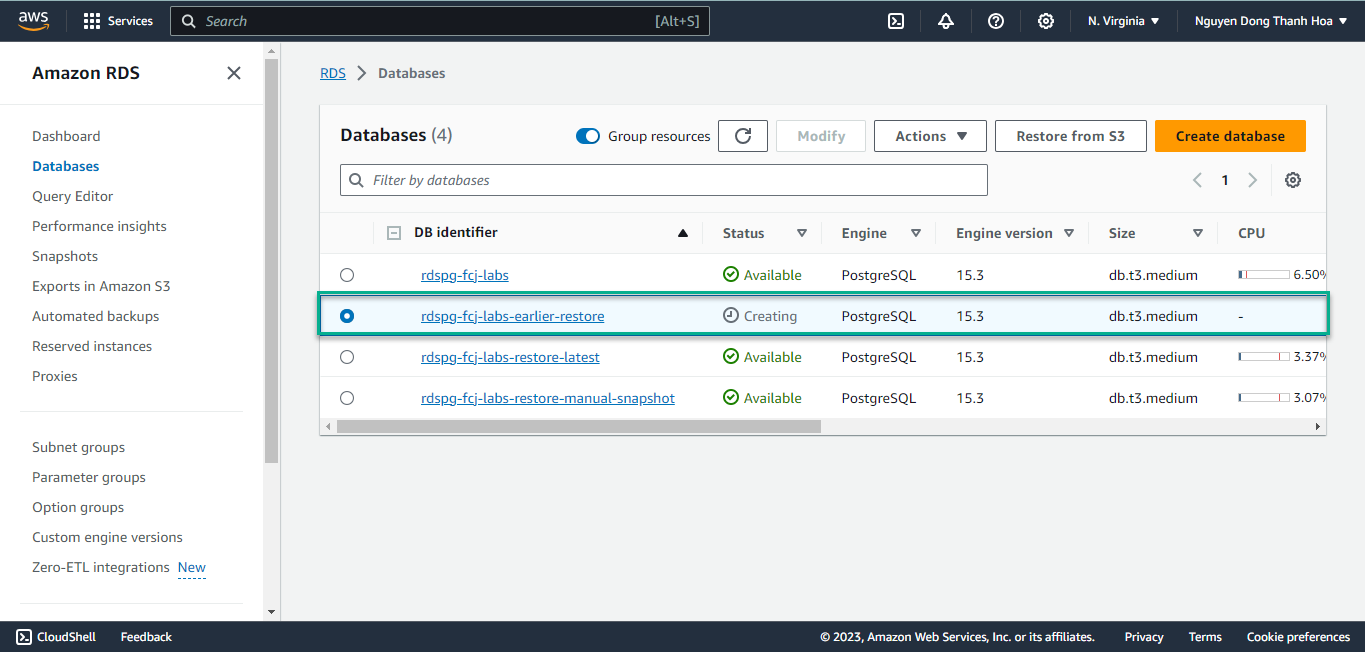 aws Services Search [Alt+S] N. Virginia Nguyen Dong Thanh Hoa
Amazon RDS
Dashboard
Databases
Query Editor
Performance insights
Snapshots
Exports in Amazon S3
Automated backups
Reserved instances
Proxies
Subnet groups
Parameter groups
Option groups
Custom engine versions
Zero-ETL integrations New
RDS Databases
Databases (4) Group resources Modify Actions Restore from S3 Create database
Filter by databases 1
DB identifier Status Engine Engine version Size CPU
rdspg-fcj-labs Available PostgreSQL 15.3 db.t3.medium 6.50%
rdspg-fcj-labs-earlier-restore Creating PostgreSQL 15.3 db.t3.medium -
rdspg-fcj-labs-restore-latest Available PostgreSQL 15.3 db.t3.medium 3.37%
rdspg-fcj-labs-restore-manual-snapshot Available PostgreSQL 15.3 db.t3.medium 3.07%
CloudShell Feedback © 2023, Amazon Web Services, Inc. or its affiliates. Privacy Terms Cookie preferences